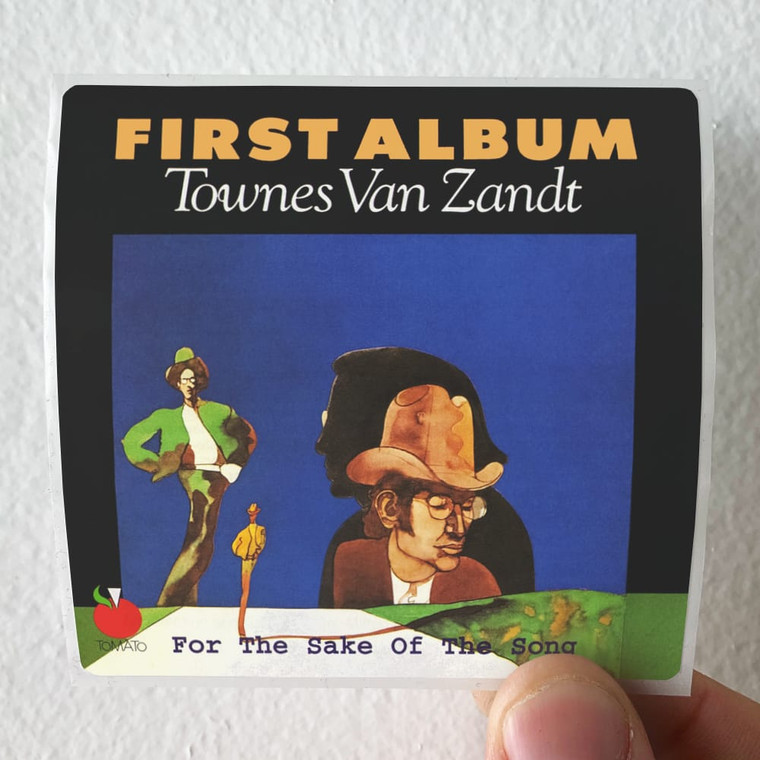 FIRST ALBUM
Townes Van Zandt
TOMATO
For The Sake Of The Song